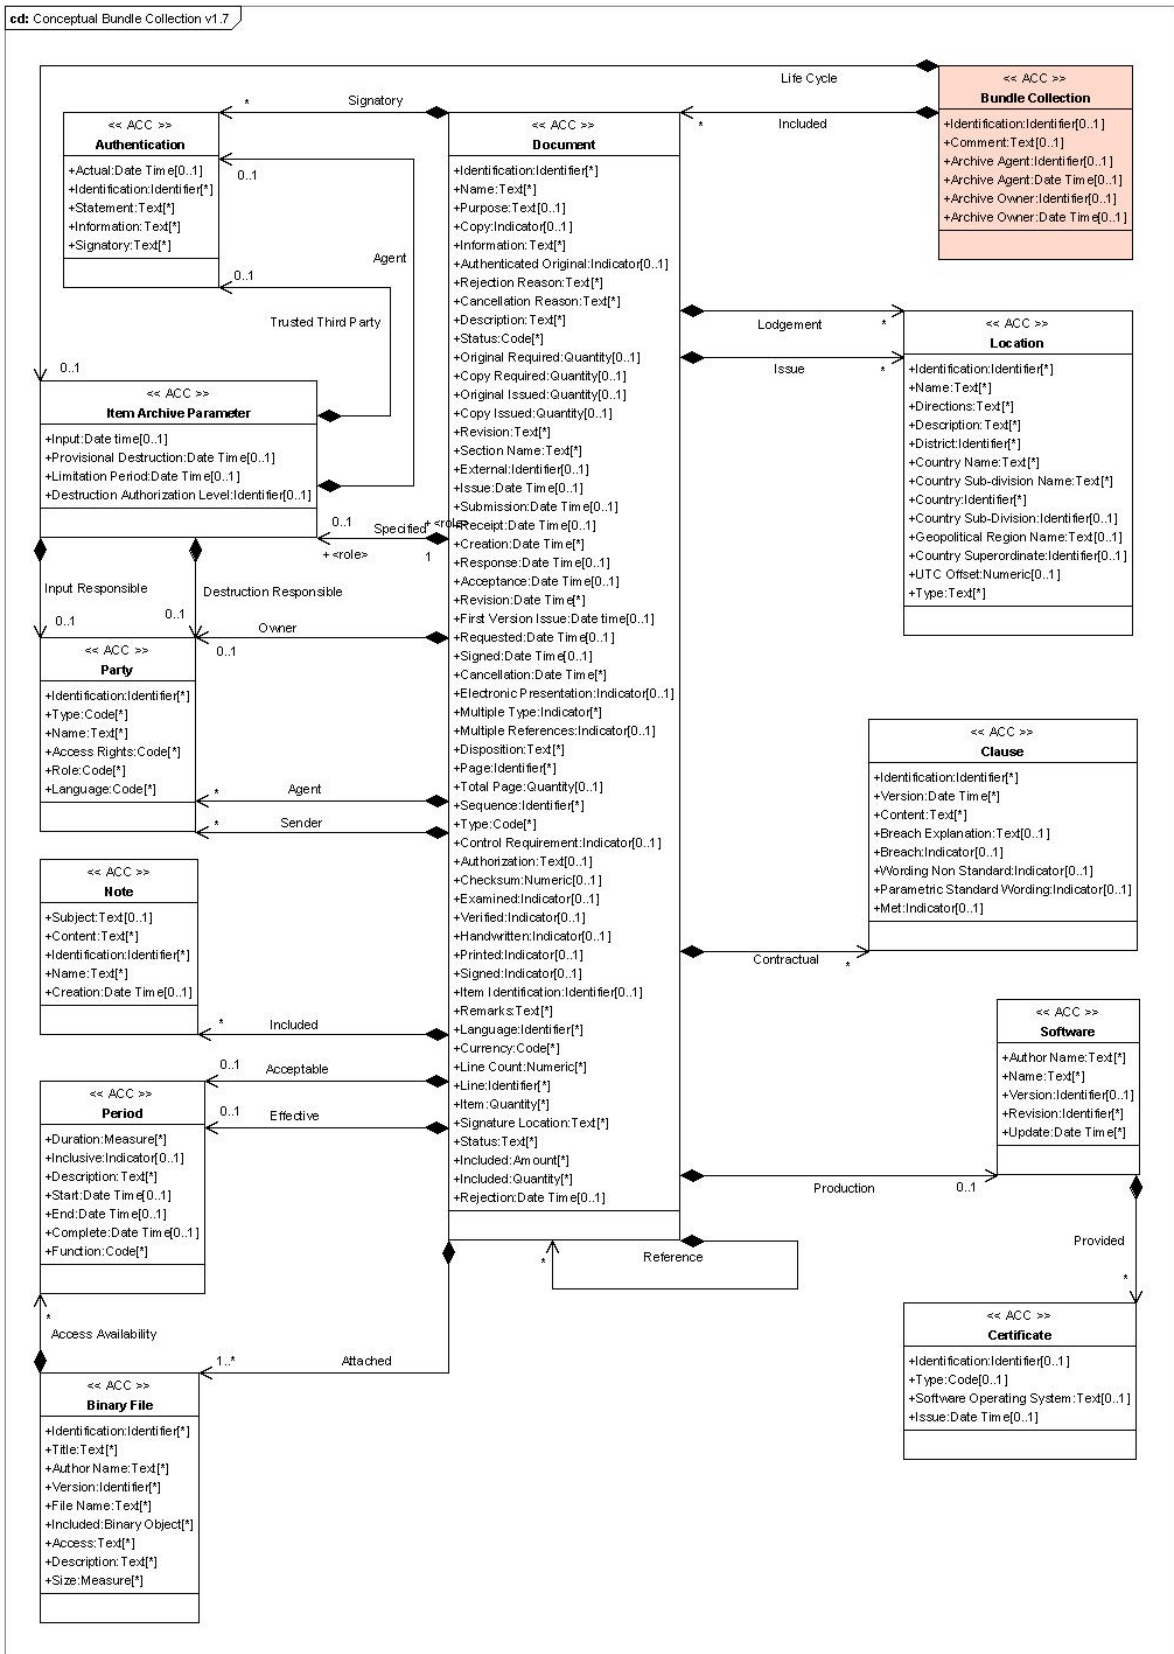 cd: Conceptual Bundle Collection v1.7
Life Cycle
<< ACC >>
Bundle Collection
+Identification:Identifier[0..1]
+Comment:Text[0..1]
+Archive Agent:Identifier[0..1]
+Archive Agent:Date Time[0..1]
+Archive Owner:Identifier[0..1]
+Archive Owner:Date Time[0..1]
*
Signatory
*
Included
<< ACC >>
Authentication
+Actual:Date Time[0..1]
+Identification:Identifier[*]
+Statement:Text[*]
+Information:Text[*]
+Signatory:Text[*]
0..1
Agent
0..1
Trusted Third Party
0..1
<< ACC >>
Item Archive Parameter
+Input:Date time[0..1]
+Provisional Destruction:Date Time[0..1]
+Limitation Period:Date Time[0..1]
+Destruction Authorization Level:Identifier[0..1]
0..1
Specified
+ <role>
+ <role>
1
Input Responsible
0..1
Destruction Responsible
0..1
Owner
0..1
<< ACC >>
Party
+Identification:Identifier[*]
+Type:Code[*]
+Name:Text[*]
+Access Rights:Code[*]
+Role:Code[*]
+Language:Code[*]
*
Agent
*
Sender
<< ACC >>
Note
+Subject:Text[0..1]
+Content:Text[*]
+Identification:Identifier[*]
+Name:Text[*]
+Creation:Date Time[0..1]
*
Included
0..1
Acceptable
0..1
Effective
<< ACC >>
Period
+Duration:Measure[*]
+Inclusive:Indicator[0..1]
+Description:Text[*]
+Start:Date Time[0..1]
+End:Date Time[0..1]
+Complete:Date Time[0..1]
+Function:Code[*]
*
Access Availability
1..*
Attached
<< ACC >>
Binary File
+Identification:Identifier[*]
+Title:Text[*]
+Author Name:Text[*]
+Version:Identifier[*]
+File Name:Text[*]
+Included:Binary Object[*]
+Access:Text[*]
+Description:Text[*]
+Size:Measure[*]
<< ACC >>
Document
+Identification:Identifier[*]
+Name:Text[*]
+Purpose:Text[0..1]
+Copy:Indicator[0..1]
+Information:Text[*]
+Authenticated Original:Indicator[0..1]
+Rejection Reason:Text[*]
+Cancellation Reason:Text[*]
+Description:Text[*]
+Status:Code[*]
+Original Required:Quantity[0..1]
+Copy Required:Quantity[0..1]
+Original Issued:Quantity[0..1]
+Copy Issued:Quantity[0..1]
+Revision:Text[*]
+Section Name:Text[*]
+External:Identifier[0..1]
+Issue:Date Time[0..1]
+Submission:Date Time[0..1]
+Receipt:Date Time[0..1]
+Creation:Date Time[*]
+Response:Date Time[0..1]
+Acceptance:Date Time[0..1]
+Revision:Date Time[*]
+First Version Issue:Date time[0..1]
+Requested:Date Time[0..1]
+Signed:Date Time[0..1]
+Cancellation:Date Time[*]
+Electronic Presentation:Indicator[0..1]
+Multiple Type:Indicator[*]
+Multiple References:Indicator[0..1]
+Disposition:Text[*]
+Page:Identifier[*]
+Total Page:Quantity[0..1]
+Sequence:Identifier[*]
+Type:Code[*]
+Control Requirement:Indicator[0..1]
+Authorization:Text[0..1]
+Checksum:Numeric[0..1]
+Examined:Indicator[0..1]
+Verified:Indicator[0..1]
+Handwritten:Indicator[0..1]
+Printed:Indicator[0..1]
+Signed:Indicator[0..1]
+Item Identification:Identifier[0..1]
+Remarks:Text[*]
+Language:Identifier[*]
+Currency:Code[*]
+Line Count:Numeric[*]
+Line:Identifier[*]
+Item:Quantity[*]
+Signature Location:Text[*]
+Status:Text[*]
+Included:Amount[*]
+Included:Quantity[*]
+Rejection:Date Time[0..1]
*
Reference
Lodgement
*
Issue
*
<< ACC >>
Location
+Identification:Identifier[*]
+Name:Text[*]
+Directions:Text[*]
+Description:Text[*]
+District:Identifier[*]
+Country Name:Text[*]
+Country Sub-division Name:Text[*]
+Country:Identifier[*]
+Country Sub-Division:Identifier[0..1]
+Geopolitical Region Name:Text[0..1]
+Country Superordinate:Identifier[0..1]
+UTC Offset:Numeric[0..1]
+Type:Text[*]
<< ACC >>
Clause
+Identification:Identifier[*]
+Version:Date Time[*]
+Content:Text[*]
+Breach Explanation:Text[0..1]
+Breach:Indicator[0..1]
+Wording Non Standard:Indicator[0..1]
+Parametric Standard Wording:Indicator[0..1]
+Met:Indicator[0..1]
Contractual
*
<< ACC >>
Software
+Author Name:Text[*]
+Name:Text[*]
+Version:Identifier[0..1]
+Revision:Identifier[*]
+Update:Date Time[*]
Production
0..1
Provided
*
<< ACC >>
Certificate
+Identification:Identifier[0..1]
+Type:Code[0..1]
+Software Operating System:Text[0..1]
+Issue:Date Time[0..1]